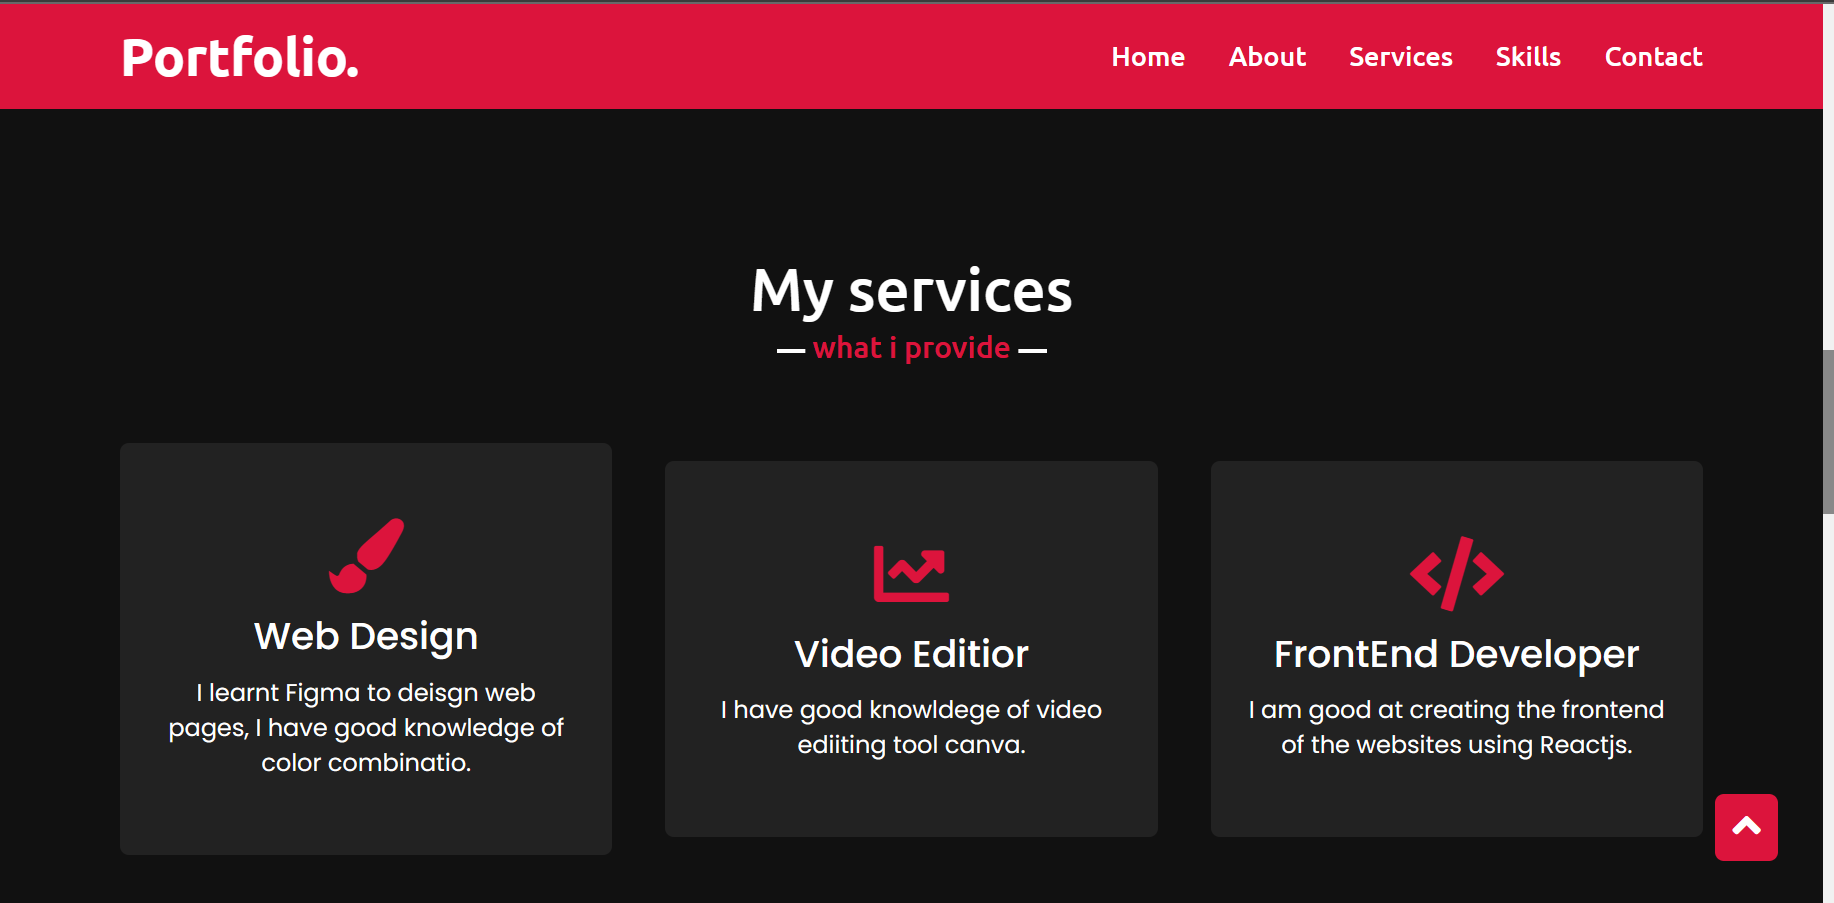 Portfolio.
Home About Services Skills Contact
My services
— what i provide —
Web Design
I learnt Figma to deisgn web
pages, I have good knowledge of
color combinatio.
Video Editior
I have good knowldege of video
ediiting tool canva.
FrontEnd Developer
I am good at creating the frontend
of the websites using Reactjs.